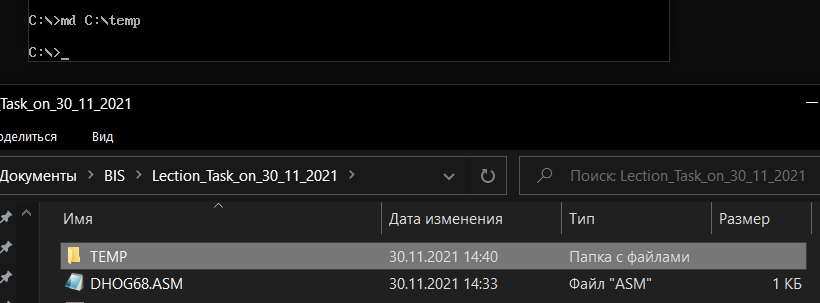 C:\>md C:\temp
C:\>_
_Task_on_30_11_2021
оделиться Вид
Документы > BIS > Lection_Task_on_30_11_2021 > Поиск: Lection_Task_on_30_11_2021
Имя Дата изменения Тип Размер
TEMP 30.11.2021 14:40 Папка с файлами
DHOG68.ASM 30.11.2021 14:33 Файл "ASM" 1 КБ